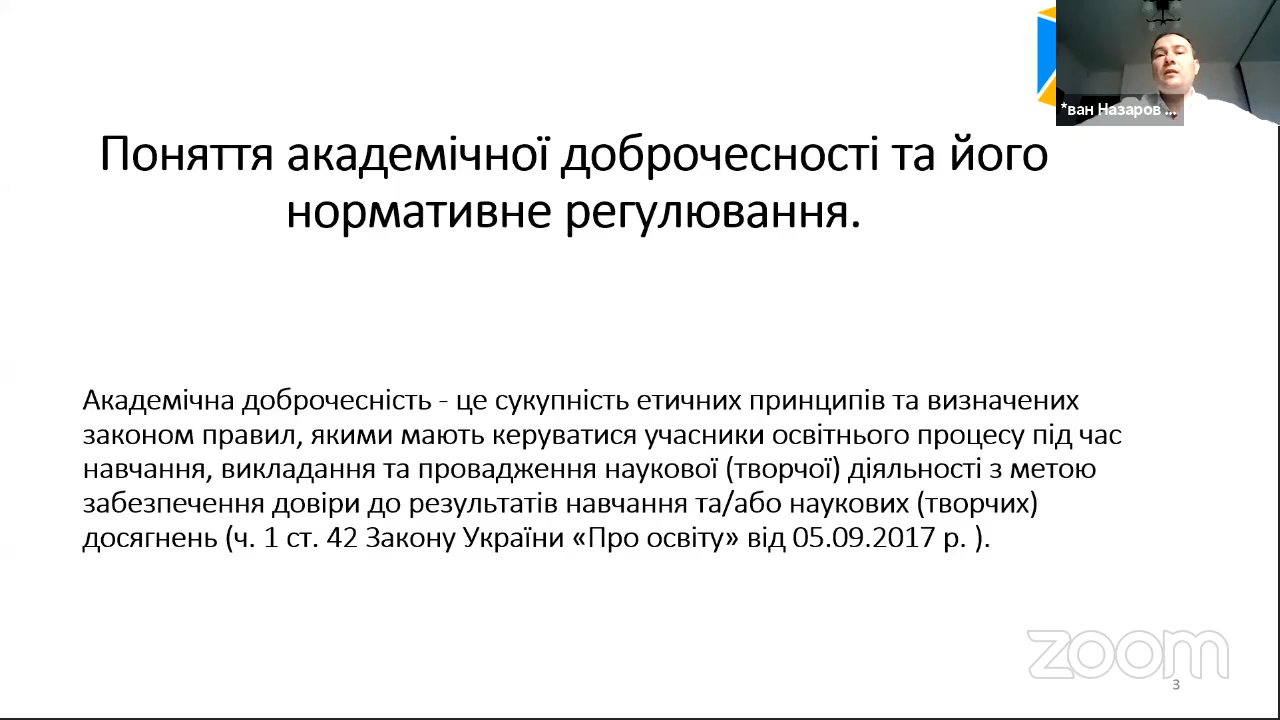 *ван Назаров ...
Поняття академічної доброчесності та його
нормативне регулювання.
Академічна доброчесність - це сукупність етичних принципів та визначених
законом правил, якими мають керуватися учасники освітнього процесу під час
навчання, викладання та провадження наукової (творчої) діяльності з метою
забезпечення довіри до результатів навчання та/або наукових (творчих)
досягнень (ч. 1 ст. 42 Закону України «Про освіту» від 05.09.2017 р. ).
zoom
3